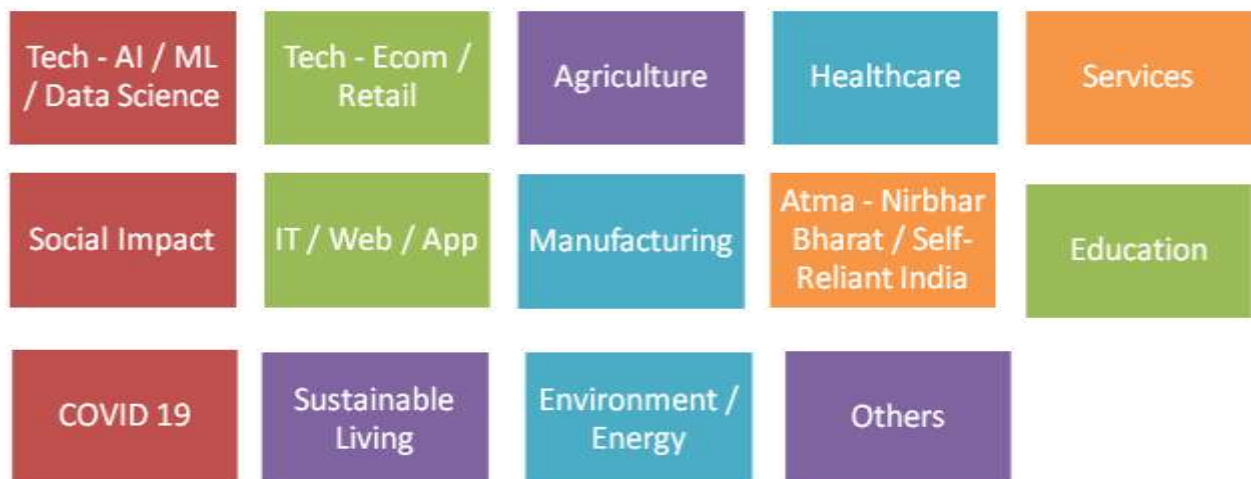 Tech - AI / ML
/ Data Science
Tech - Ecom /
Retail
Agriculture
Healthcare
Services
Social Impact
IT / Web / App
Manufacturing
Atma - Nirbhar
Bharat / Self-
Reliant India
Education
COVID 19
Sustainable
Living
Environment /
Energy
Others